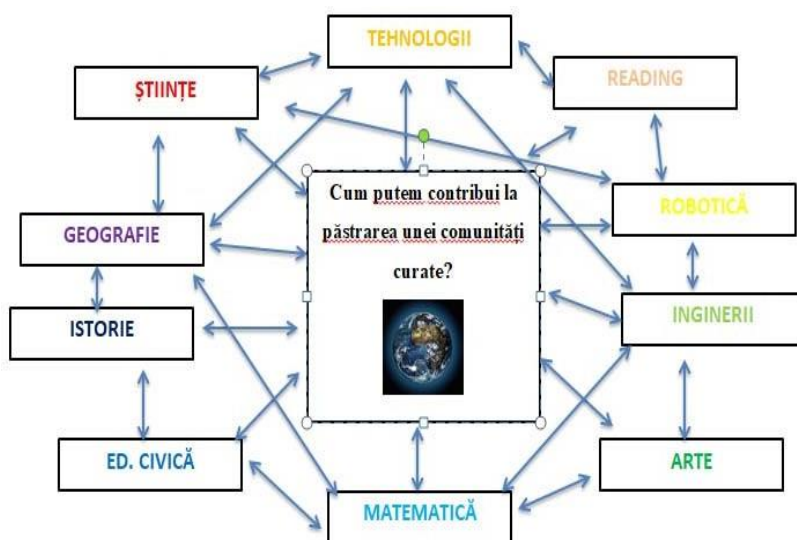 TEHNOLOGII
ȘTIINȚE
READING
Cum putem contribui la
păstrarea unei comunități
curate?
ROBOTICĂ
GEOGRAFIE
INGINERII
ISTORIE
ED. CIVICĂ
ARTE
MATEMATICĂ